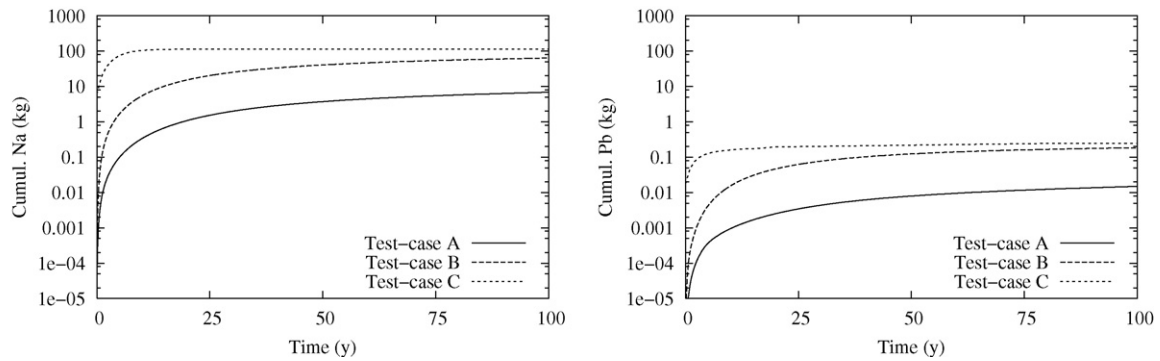 1000
100
10
1
0.1
0.01
0.001
1e−04
1e−05
Cumul. Na (kg)
Test−case A
Test−case B
Test−case C
0
25
50
75
100
Time (y)
1000
100
10
1
0.1
0.01
0.001
1e−04
1e−05
Cumul. Pb (kg)
Test−case A
Test−case B
Test−case C
0
25
50
75
100
Time (y)